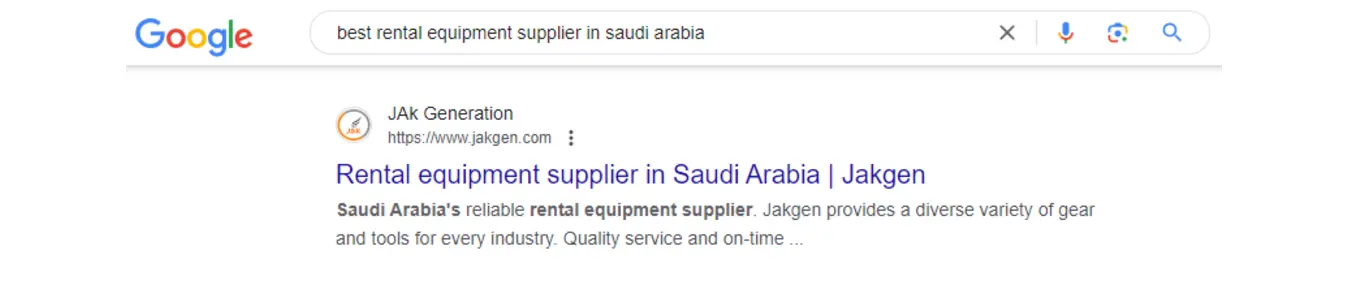 Google
best rental equipment supplier in saudi arabia
JAk Generation
JAK
https://www.jakgen.com
Rental equipment supplier in Saudi Arabia | Jakgen
Saudi Arabia's reliable rental equipment supplier. Jakgen provides a diverse variety of gear
and tools for every industry. Quality service and on-time ...